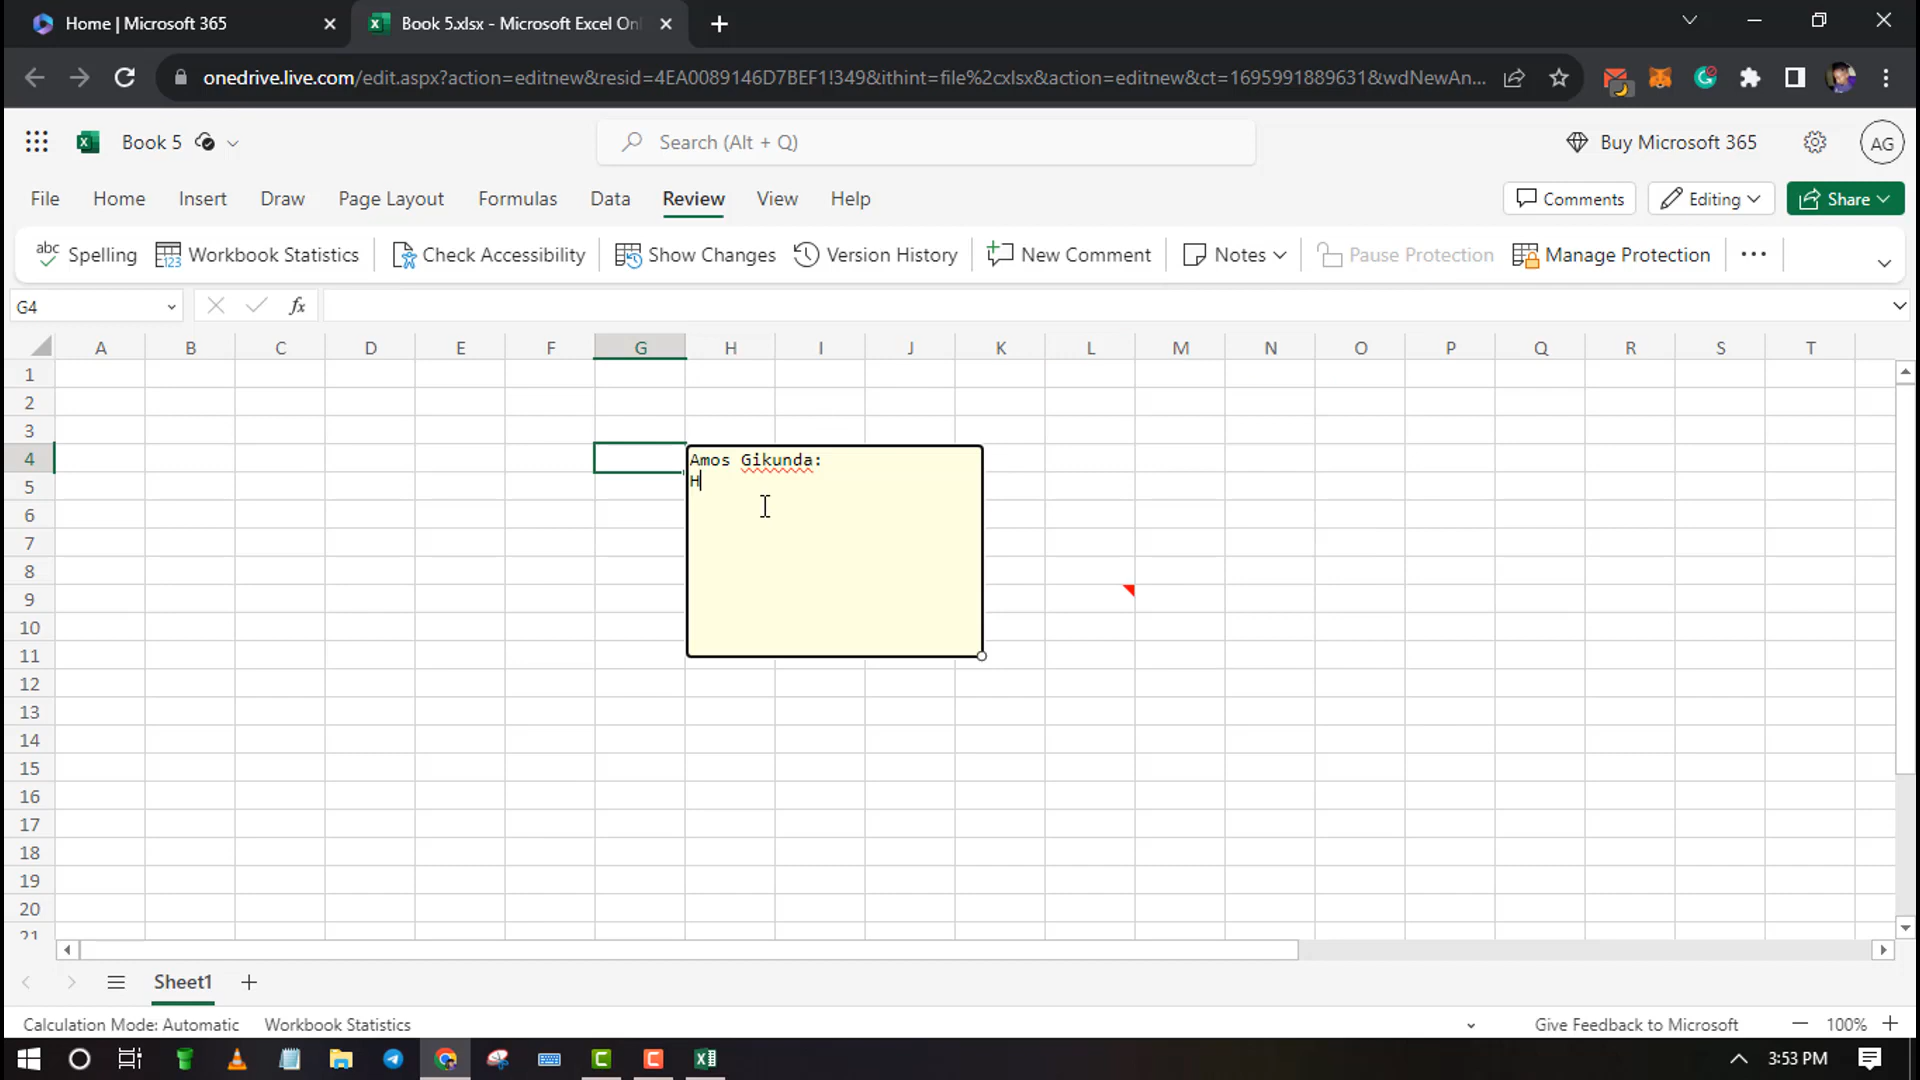 Home | Microsoft 365
Book 5.xlsx - Microsoft Excel Onl
onedrive.live.com/edit.aspx?action=editnew&resid=4EA0089146D7BEF1!349&ithint=file%2cxlsx&action=editnew&ct=1695991889631&wdNewAn...
Book 5
Search (Alt + Q)
Buy Microsoft 365
AG
File Home Insert Draw Page Layout Formulas Data Review View Help
Comments Editing Share
abc Spelling 123 Workbook Statistics Check Accessibility Show Changes Version History New Comment Notes Pause Protection Manage Protection ...
G4 fx
A B C D E F G H I J K L M N O P Q R S T
1
2
3
4
Amos Gikunda:
5
H
6
7
8
9
10
11
12
13
14
15
16
17
18
19
20
21
Sheet1
Calculation Mode: Automatic Workbook Statistics Give Feedback to Microsoft 100%
3:53 PM